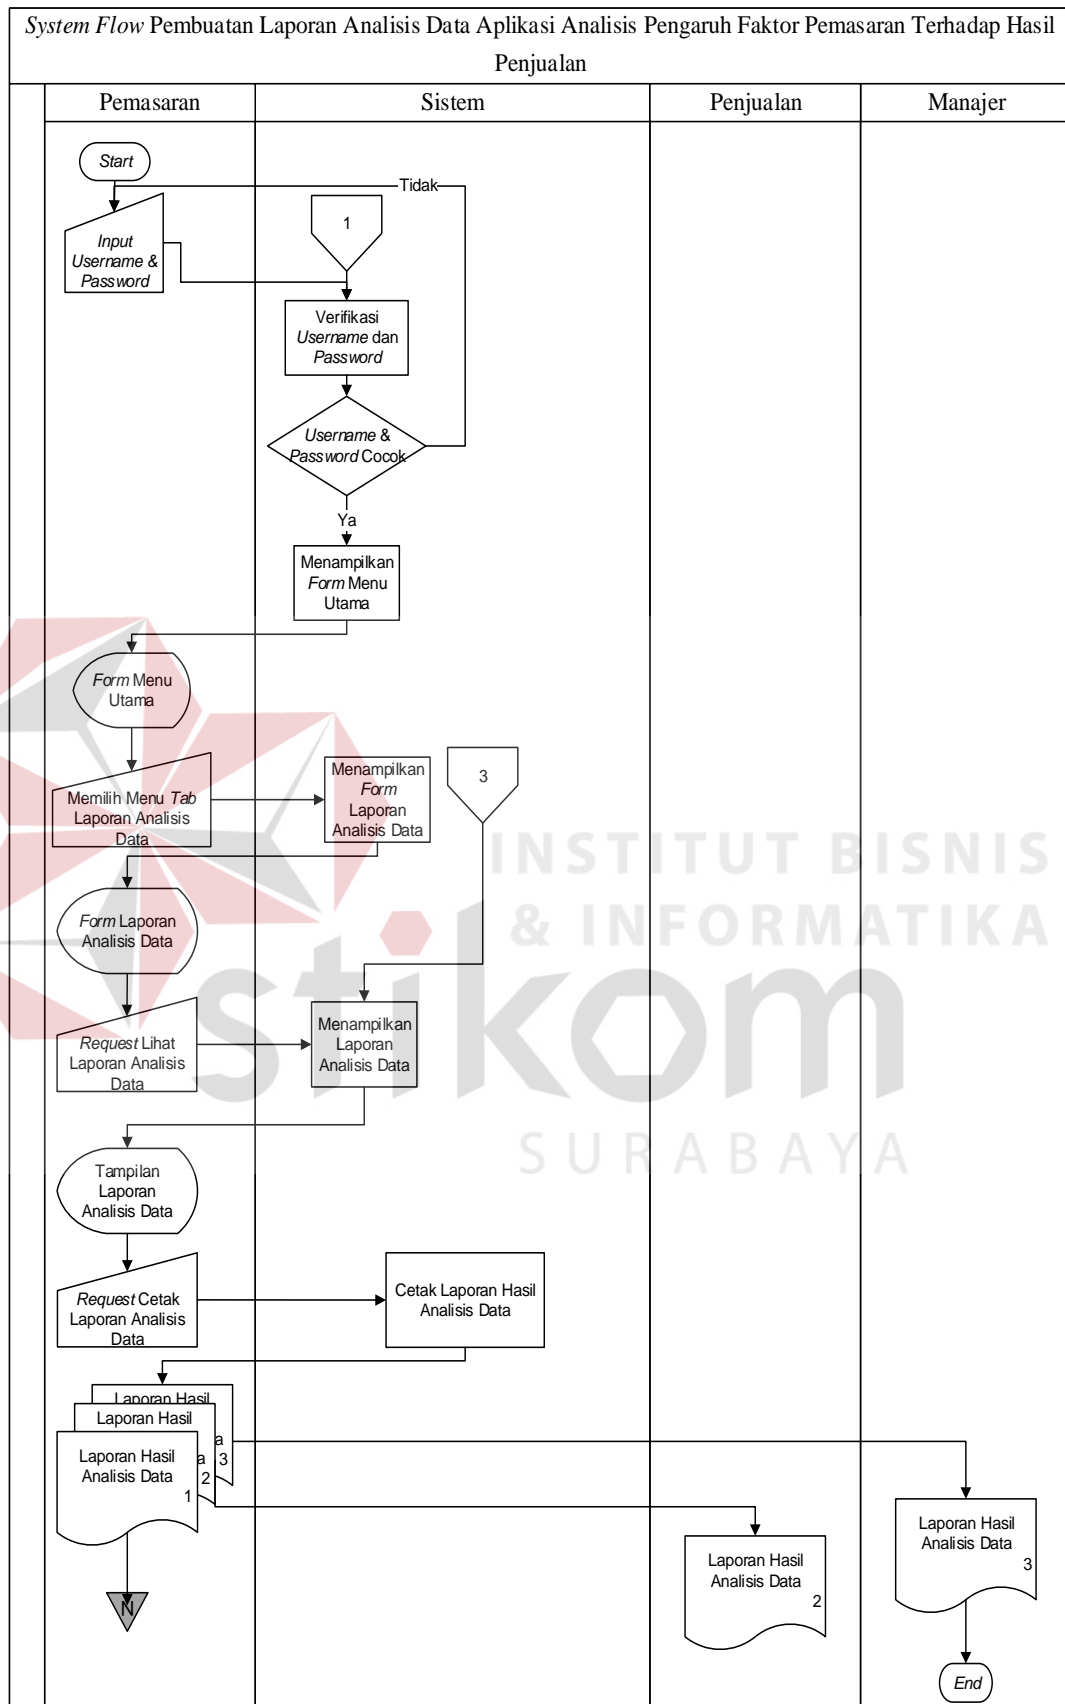 System Flow Pembuatan Laporan Analisis Data Aplikasi Analisis Pengaruh Faktor Pemasaran Terhadap Hasil
Penjualan
Pemasaran
Sistem
Penjualan
Manajer
Start
Tidak
Input
Username &
Password
1
Verifikasi
Username dan
Password
Username &
Password Cocok
Ya
Menampilkan
Form Menu
Utama
Form Menu
Utama
Memilih Menu Tab
Laporan Analisis
Data
Menampilkan
Form
Laporan
Analisis Data
3
INSTITUT BISNIS
& INFORMATIKA
stikom
SURABAYA
Form Laporan
Analisis Data
Request Lihat
Laporan Analisis
Data
Menampilkan
Laporan
Analisis Data
Tampilan
Laporan
Analisis Data
Request Cetak
Laporan Analisis
Data
Cetak Laporan Hasil
Analisis Data
Laporan Hasil
a
3
Laporan Hasil
a
2
Laporan Hasil
Analisis Data
1
N
Laporan Hasil
Analisis Data
2
Laporan Hasil
Analisis Data
3
End